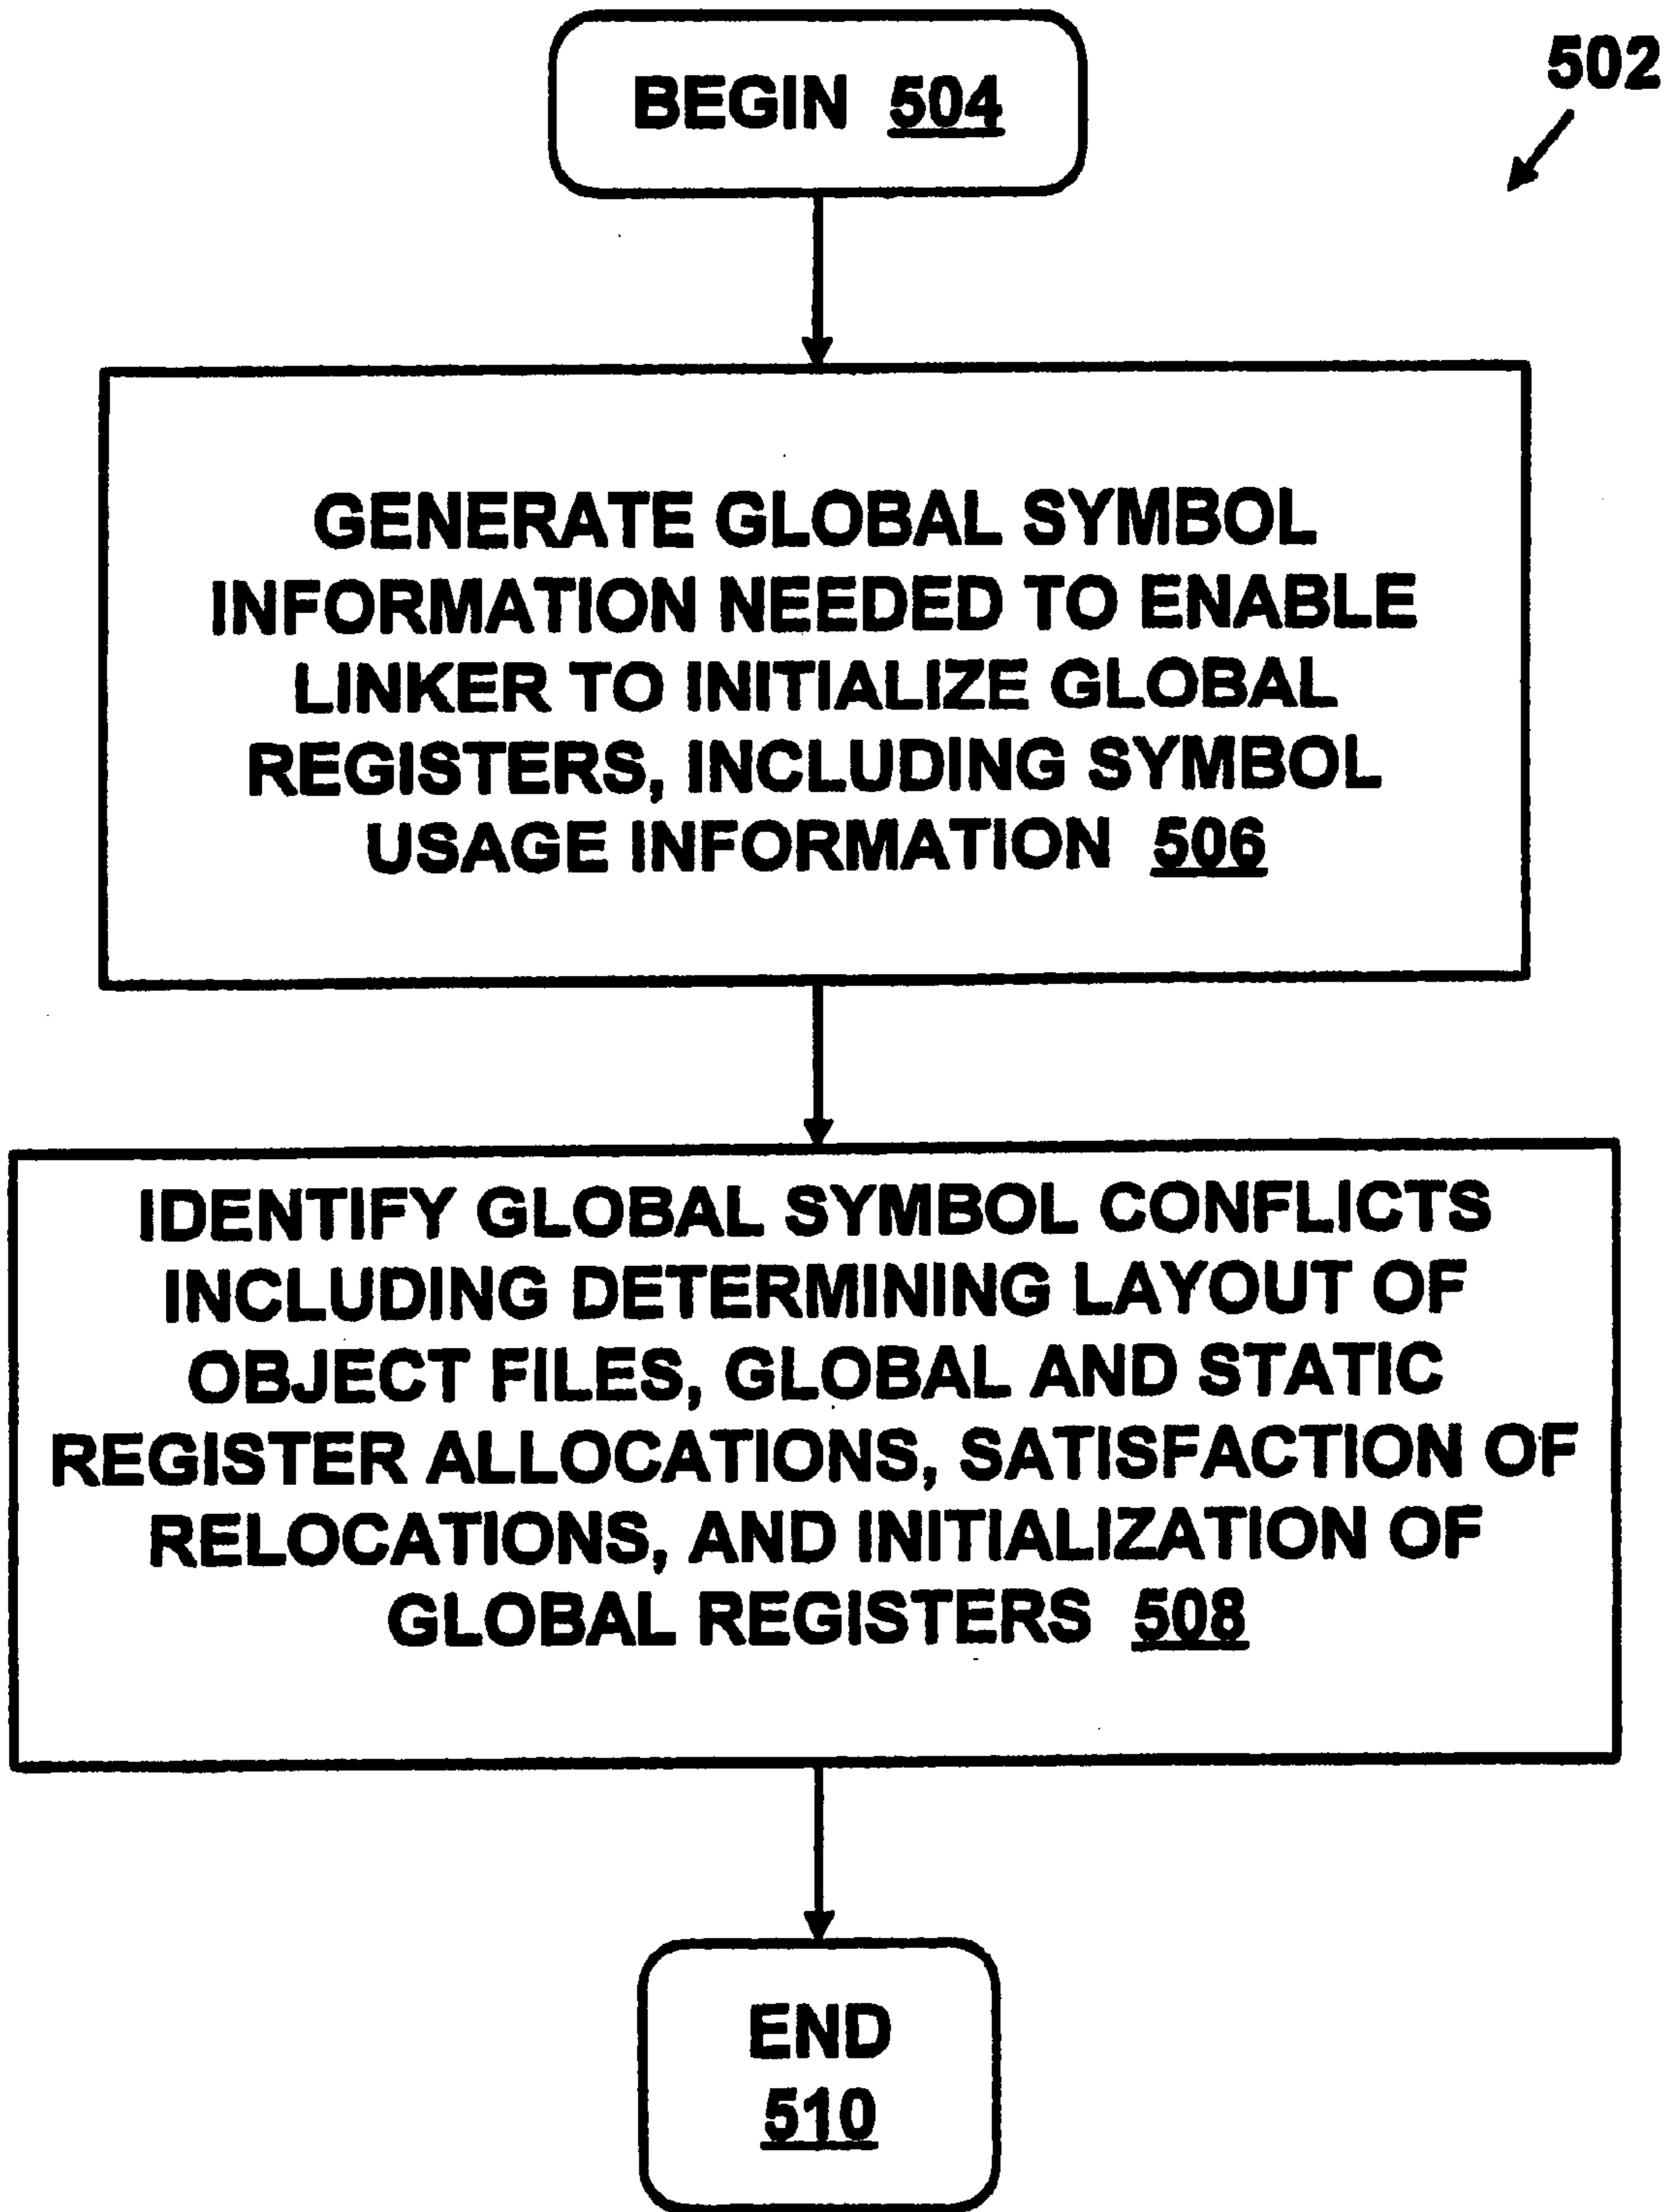 502
BEGIN 504
GENERATE GLOBAL SYMBOL
INFORMATION NEEDED TO ENABLE
LINKER TO INITIALIZE GLOBAL
REGISTERS, INCLUDING SYMBOL
USAGE INFORMATION 506
IDENTIFY GLOBAL SYMBOL CONFLICTS
INCLUDING DETERMINING LAYOUT OF
OBJECT FILES, GLOBAL AND STATIC
REGISTER ALLOCATIONS, SATISFACTION OF
RELOCATIONS, AND INITIALIZATION OF
GLOBAL REGISTERS 508
END
510